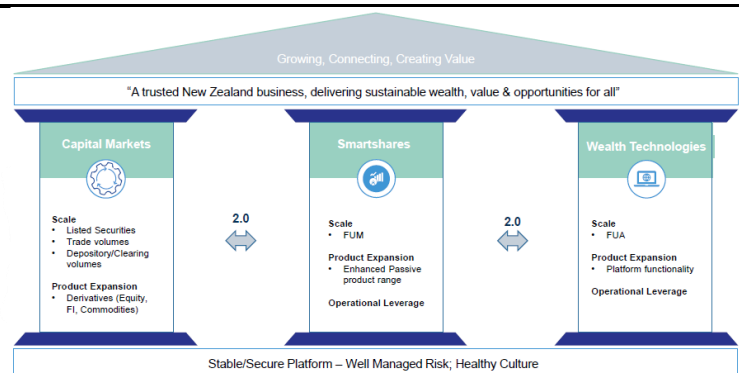 Growing, Connecting, Creating Value
"A trusted New Zealand business, delivering sustainable wealth, value & opportunities for all"
Capital Markets
Scale
• Listed Securities
• Trade volumes
• Depository/Clearing
volumes
Product Expansion
• Derivatives (Equity,
FI, Commodities)
2.0
Smartshares
Scale
• FUM
Product Expansion
• Enhanced Passive
product range
Operational Leverage
2.0
Wealth Technologies
Scale
• FUA
Product Expansion
• Platform functionality
Operational Leverage
Stable/Secure Platform – Well Managed Risk; Healthy Culture